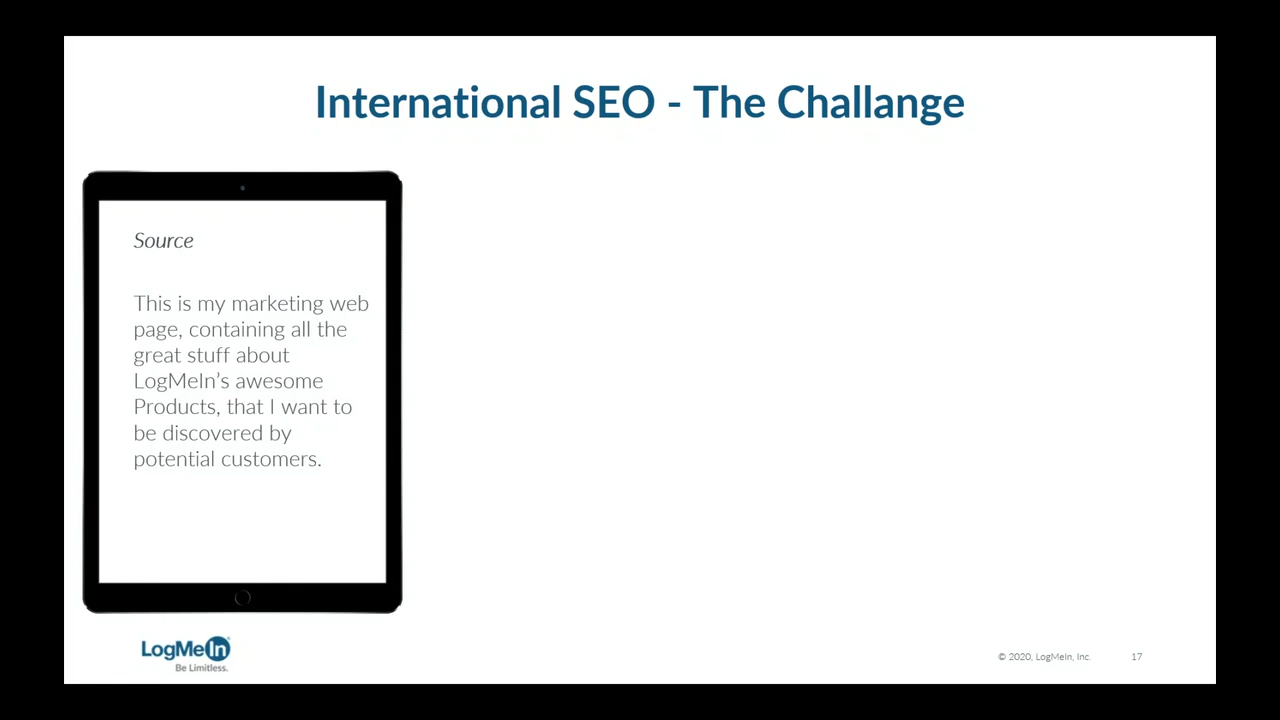 International SEO - The Challange
Source
This is my marketing web
page, containing all the
great stuff about
LogMeIn’s awesome
Products, that I want to
be discovered by
potential customers.
LogMeIn®
Be Limitless.
© 2020, LogMeIn, Inc.
17